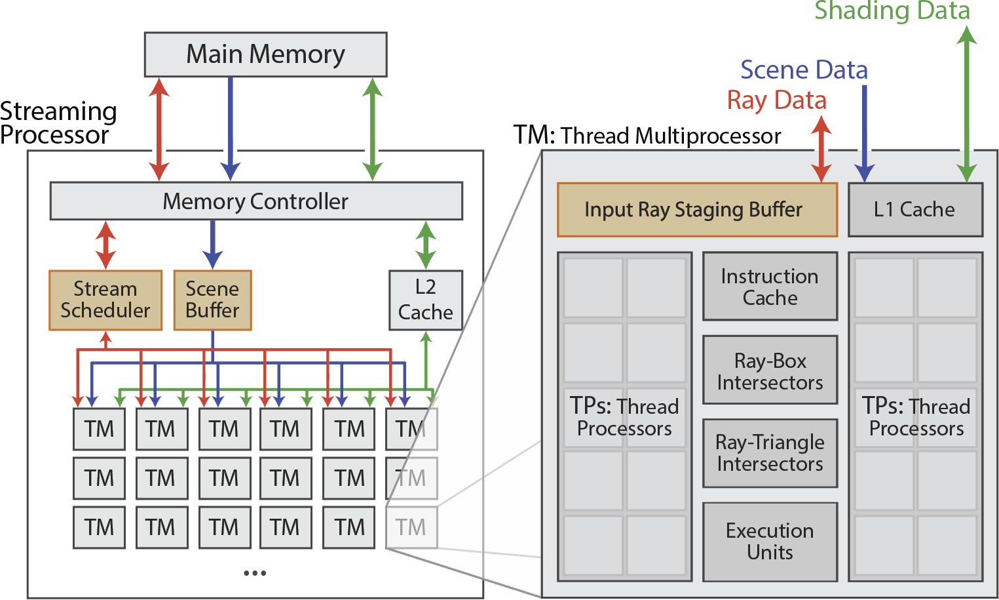 Shading Data
Main Memory
Scene Data
Ray Data
Streaming
Processor
TM: Thread Multiprocessor
Memory Controller
Input Ray Staging Buffer
L1 Cache
Stream
Scheduler
Scene
Buffer
L2
Cache
Instruction
Cache
Ray-Box
Intersectors
TPs: Thread
Processors
TPs: Thread
Processors
Ray-Triangle
Intersectors
Execution
Units
TM TM TM TM TM TM
TM TM TM TM TM TM
TM TM TM TM TM TM
...